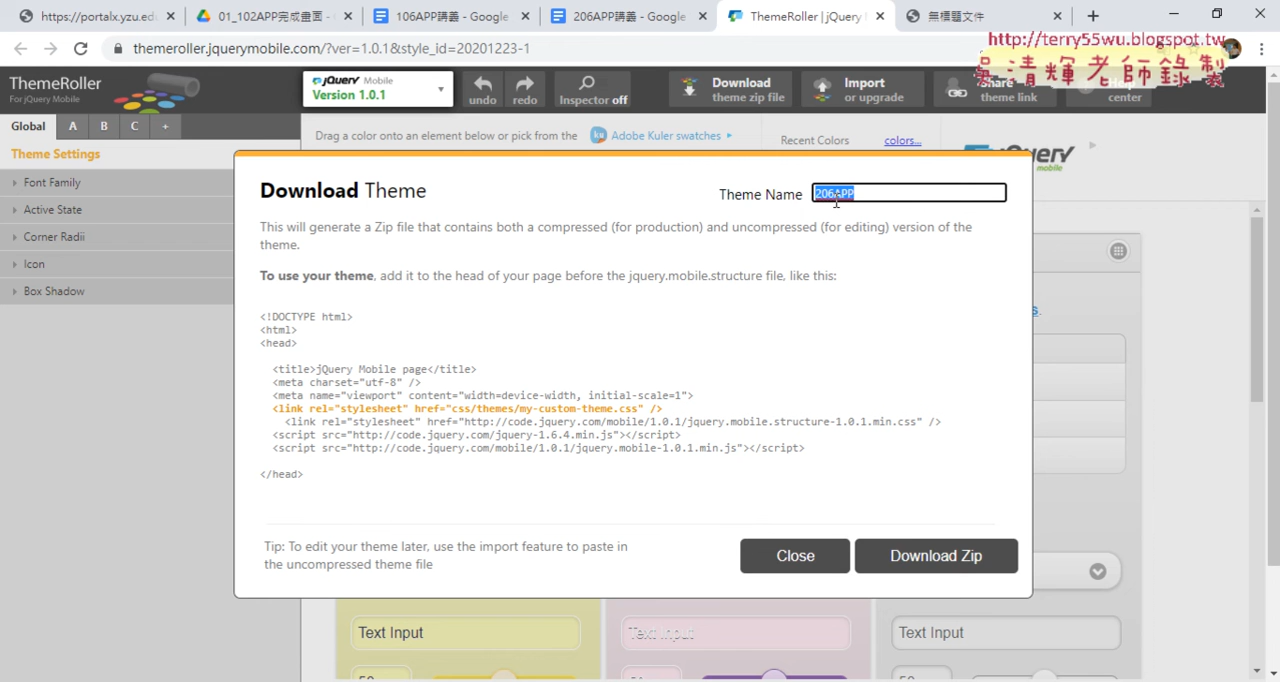 https://portalx.yzu.ed
01_102APP完成畫面 -
106APP講義 - Google
206APP講義 - Google
ThemeRoller | jQuery
無標題文件
themeroller.jquerymobile.com/?ver=1.0.1&style_id=20201223-1
http://terry55wu.blogspot.tw
吳清輝老師錄製
ThemeRoller
For jQuery Mobile
jQuery Mobile
Version 1.0.1
undo
redo
Inspector off
Download
theme zip file
Import
or upgrade
Share
theme link
Help
center
Global
A
B
C
+
Drag a color onto an element below or pick from the
Adobe Kuler swatches
Recent Colors
colors...
jQuery
mobile
Theme Settings
Font Family
Active State
Corner Radii
Icon
Box Shadow
Download Theme
Theme Name
206APP
This will generate a Zip file that contains both a compressed (for production) and uncompressed (for editing) version of the
theme.
To use your theme, add it to the head of your page before the jquery.mobile.structure file, like this:
<!DOCTYPE html>
<html>
<head>
<title>jQuery Mobile page</title>
<meta charset="utf-8" />
<meta name="viewport" content="width=device-width, initial-scale=1">
<link rel="stylesheet" href="css/themes/my-custom-theme.css" />
<link rel="stylesheet" href="http://code.jquery.com/mobile/1.0.1/jquery.mobile.structure-1.0.1.min.css" />
<script src="http://code.jquery.com/jquery-1.6.4.min.js"></script>
<script src="http://code.jquery.com/mobile/1.0.1/jquery.mobile-1.0.1.min.js"></script>
</head>
Tip: To edit your theme later, use the import feature to paste in
the uncompressed theme file
Close
Download Zip
s.
Text Input
Text Input
Text Input
50